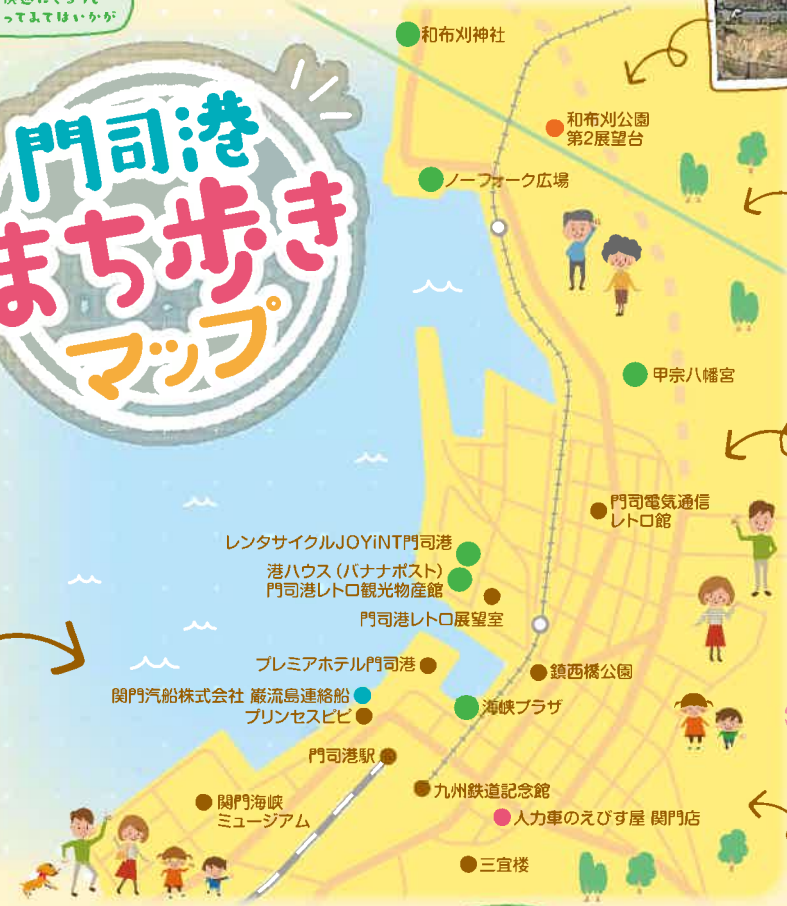 ってみてはいかが
門司港
まち歩き
マップ
和布刈神社
和布刈公園
第2展望台
ノーフォーク広場
甲宗八幡宮
門司電気通信
レトロ館
レンタサイクルJOYiNT門司港
港ハウス（バナナポスト）
門司港レトロ観光物産館
門司港レトロ展望室
プレミアホテル門司港
鎮西橋公園
関門汽船株式会社 巌流島連絡船
プリンセスピピ
海峡プラザ
門司港駅
九州鉄道記念館
関門海峡
ミュージアム
人力車のえびす屋 関門店
三宜楼